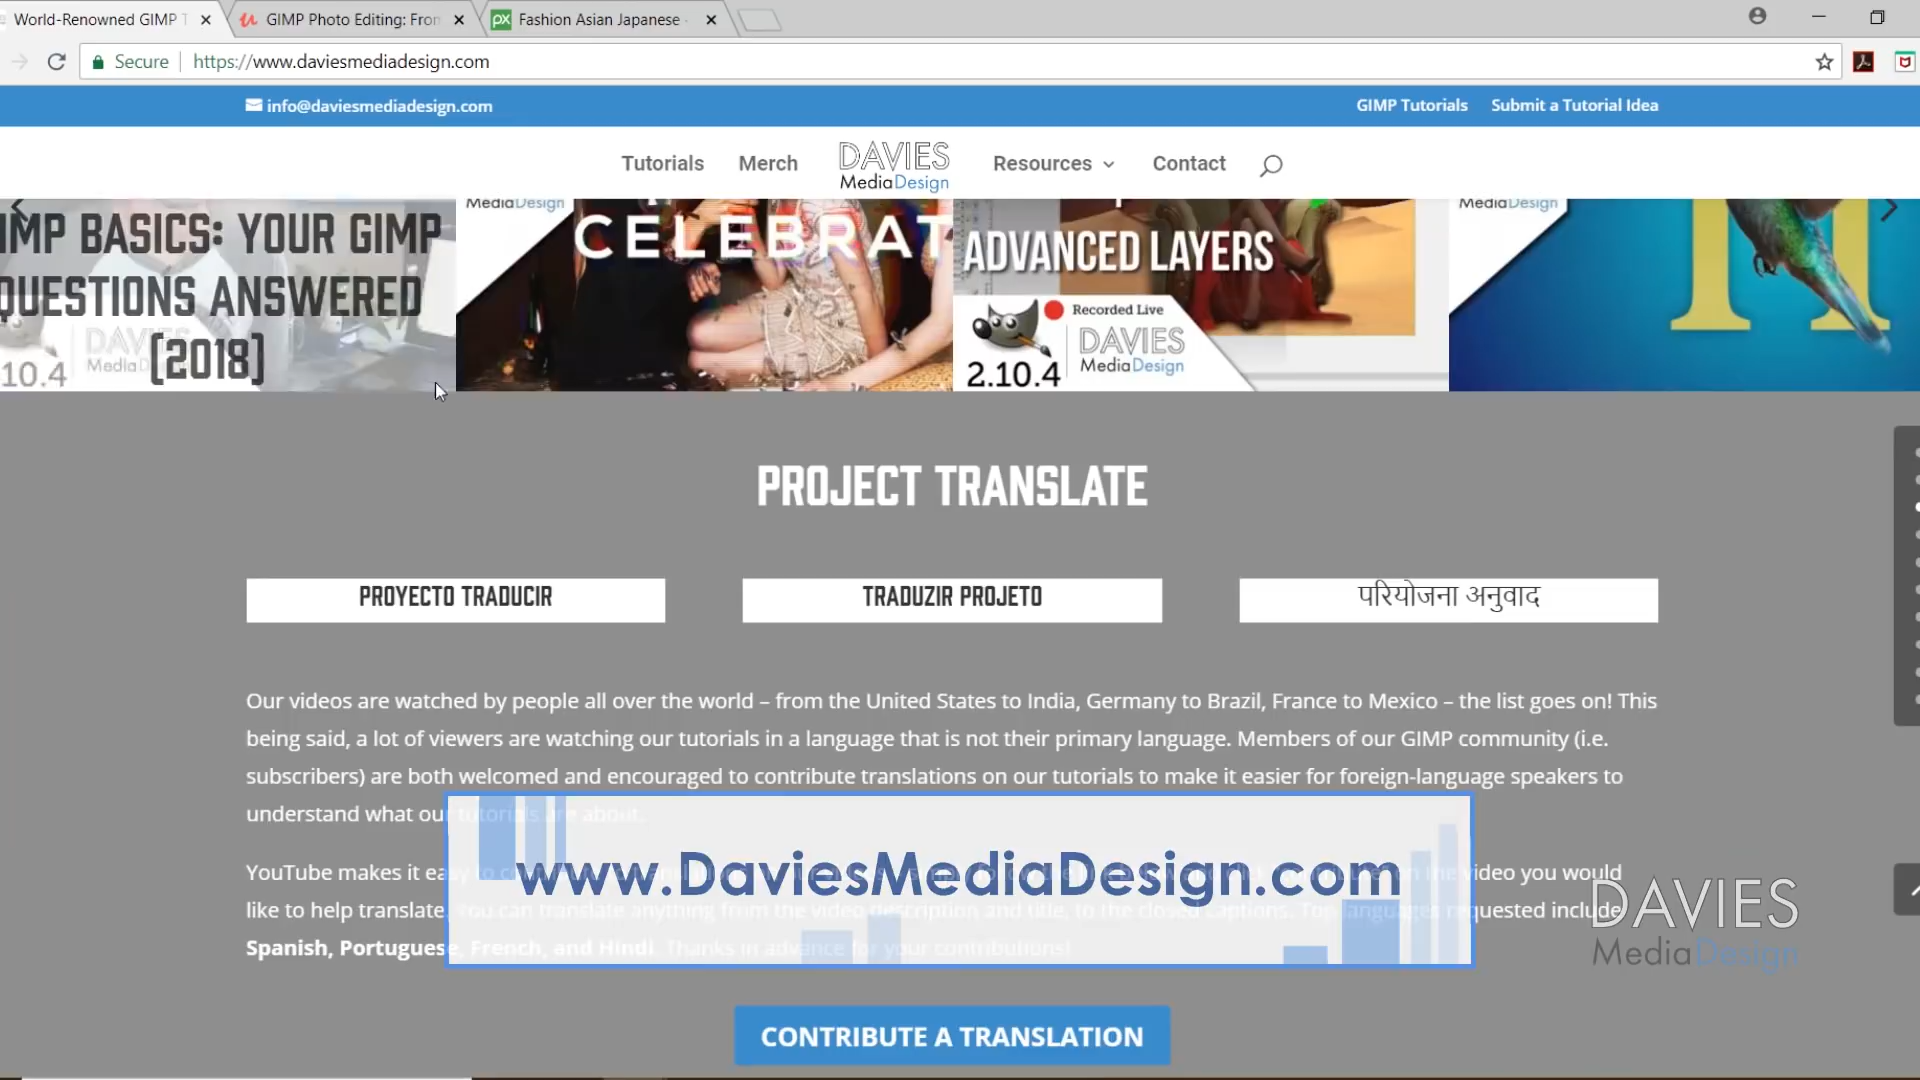 World-Renowned GIMP T
GIMP Photo Editing: Fron
Fashion Asian Japanese
Secure
https://www.daviesmediadesign.com
info@daviesmediadesign.com
GIMP Tutorials
Submit a Tutorial Idea
Tutorials
Merch
DAVIES
MediaDesign
Resources
Contact
IMP BASICS: YOUR GIMP
QUESTIONS ANSWERED
[2018]
10.4
DAVIES
MediaD
MediaDesign
CELEBRAT
ADVANCED LAYERS
Recorded Live
DAVIES
MediaDesign
2.10.4
MediaDesign
PROJECT TRANSLATE
PROYECTO TRADUCIR
TRADUZIR PROJETO
परियोजना अनुवाद
Our videos are watched by people all over the world – from the United States to India, Germany to Brazil, France to Mexico – the list goes on! This
being said, a lot of viewers are watching our tutorials in a language that is not their primary language. Members of our GIMP community (i.e.
subscribers) are both welcomed and encouraged to contribute translations on our tutorials to make it easier for foreign-language speakers to
understand what our tutorials are about.
YouTube makes it easy to video you would
www.DaviesMediaDesign.com
like to help translate. You can translate anything from the video description and title, to the closed captions. Top languages requested include
Spanish, Portuguese, French, and Hindi. Thanks in advance for your contributions!
DAVIES
MediaDesign
CONTRIBUTE A TRANSLATION